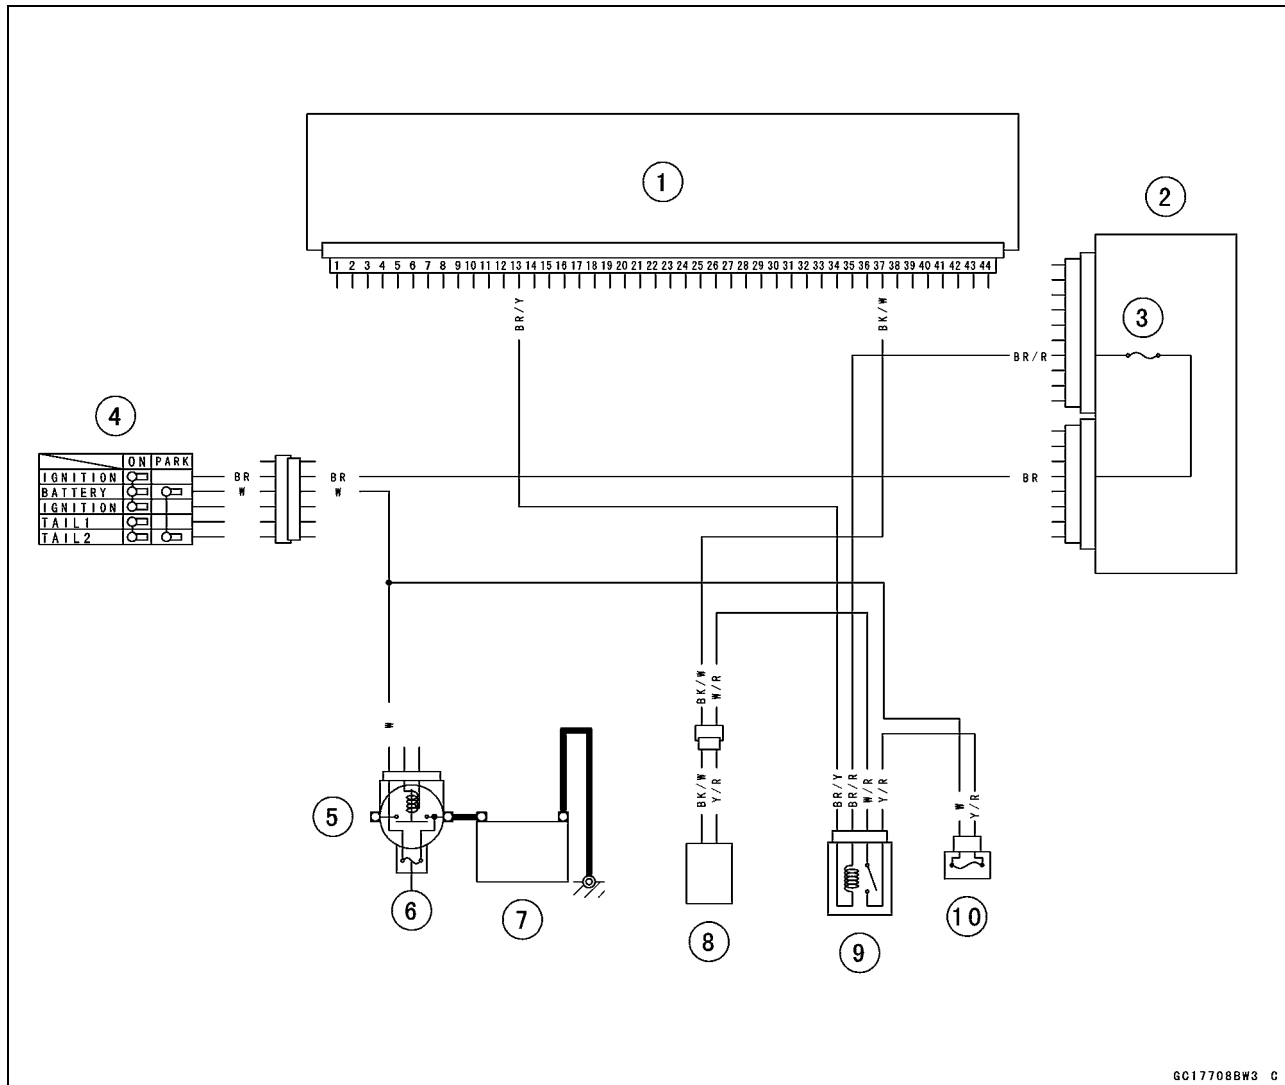 1
2
1 2 3 4 5 6 7 8 9 10 11 12 13 14 15 16 17 18 19 20 21 22 23 24 25 26 27 28 29 30 31 32 33 34 35 36 37 38 39 40 41 42 43 44
BR/Y
BK/W
3
BR/R
4
ON PARK
IGNITION
BATTERY
IGNITION
TAIL1
TAIL2
BR
W
BR
W
BR
W
BK/W
W/R
BK/W
Y/R
BR/Y
BR/R
W/R
Y/R
W
Y/R
5
6
7
8
9
10
GC17708BW3 C